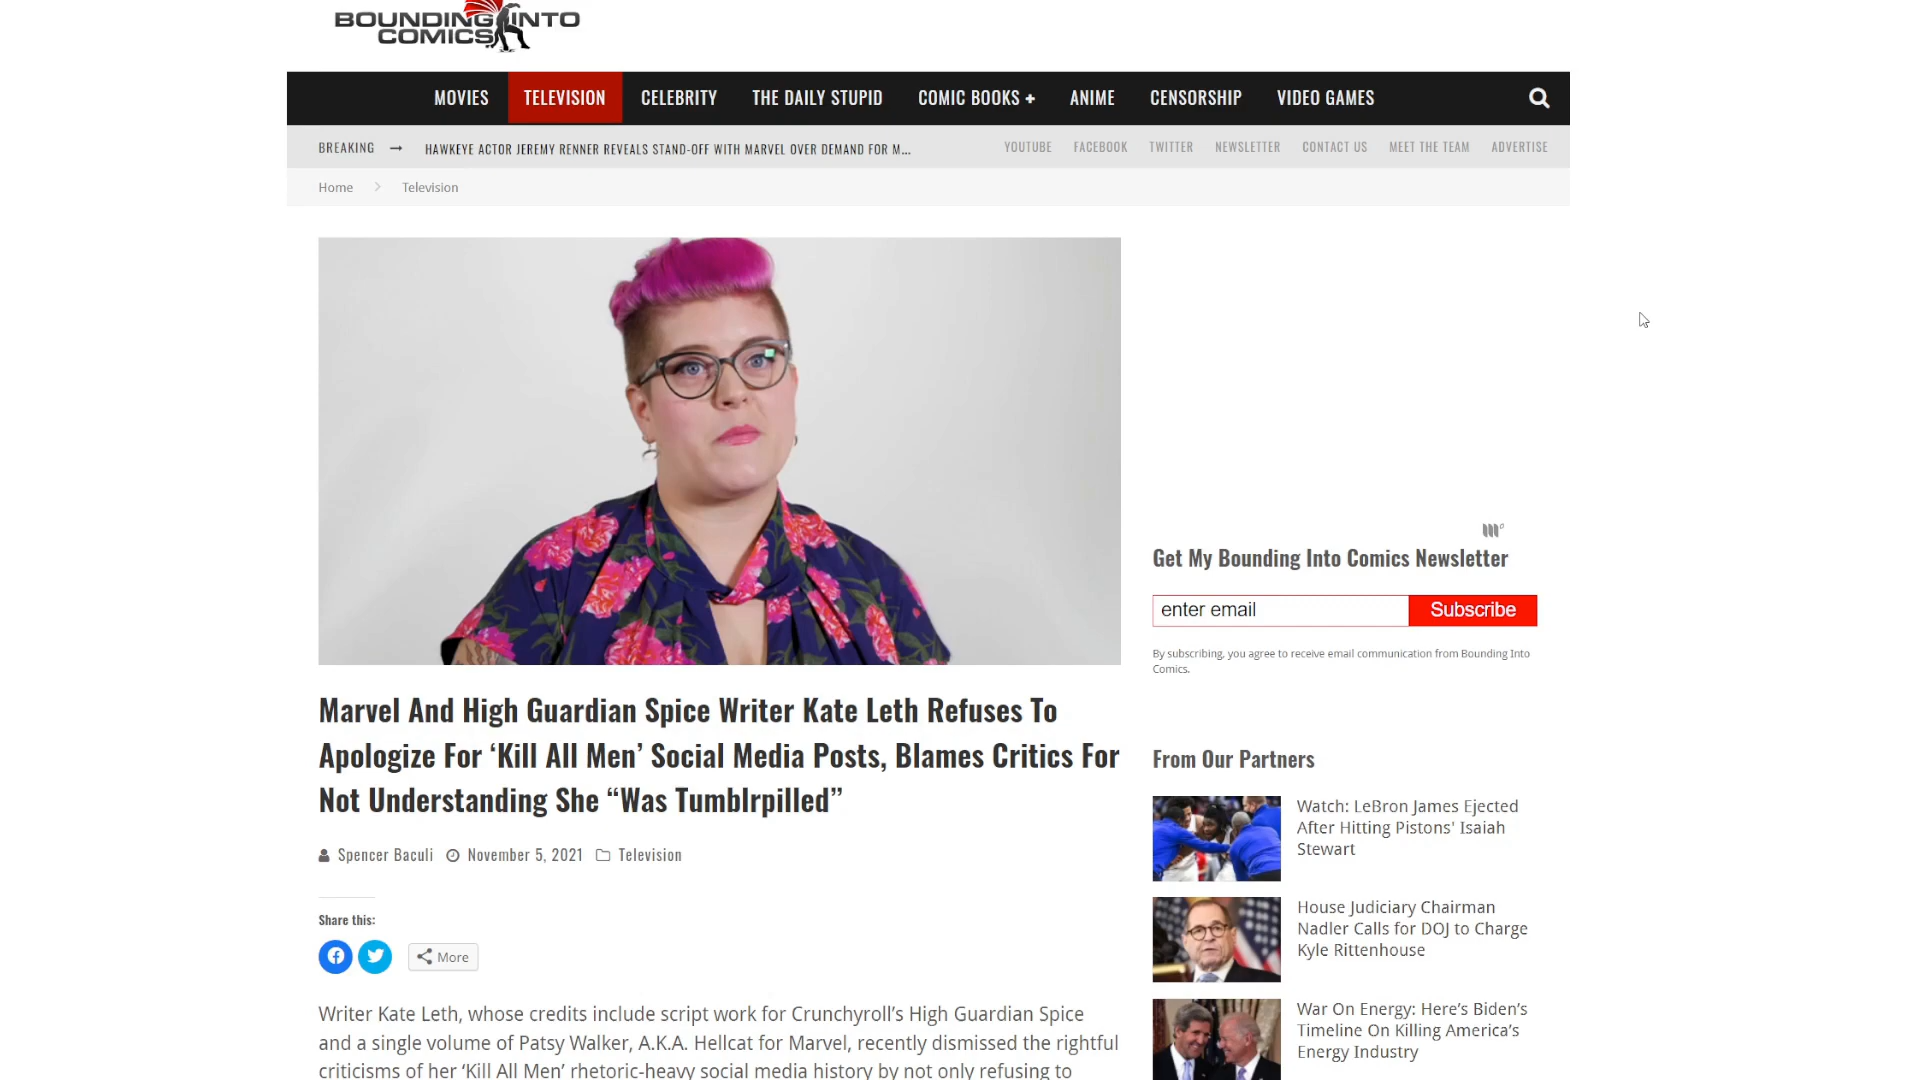 BOUNDING INTO
COMICS
MOVIES TELEVISION CELEBRITY THE DAILY STUPID COMIC BOOKS + ANIME CENSORSHIP VIDEO GAMES
BREAKING → HAWKEYE ACTOR JEREMY RENNER REVEALS STAND-OFF WITH MARVEL OVER DEMAND FOR M... YOUTUBE FACEBOOK TWITTER NEWSLETTER CONTACT US MEET THE TEAM ADVERTISE
Home > Television
Marvel And High Guardian Spice Writer Kate Leth Refuses To
Apologize For ‘Kill All Men’ Social Media Posts, Blames Critics For
Not Understanding She “Was Tumblrpilled”
Spencer Baculi November 5, 2021 Television
Share this:
More
Writer Kate Leth, whose credits include script work for Crunchyroll’s High Guardian Spice
and a single volume of Patsy Walker, A.K.A. Hellcat for Marvel, recently dismissed the rightful
criticisms of her ‘Kill All Men’ rhetoric-heavy social media history by not only refusing to
Get My Bounding Into Comics Newsletter
enter email Subscribe
By subscribing, you agree to receive email communication from Bounding Into
Comics.
From Our Partners
Watch: LeBron James Ejected
After Hitting Pistons' Isaiah
Stewart
House Judiciary Chairman
Nadler Calls for DOJ to Charge
Kyle Rittenhouse
War On Energy: Here’s Biden’s
Timeline On Killing America’s
Energy Industry